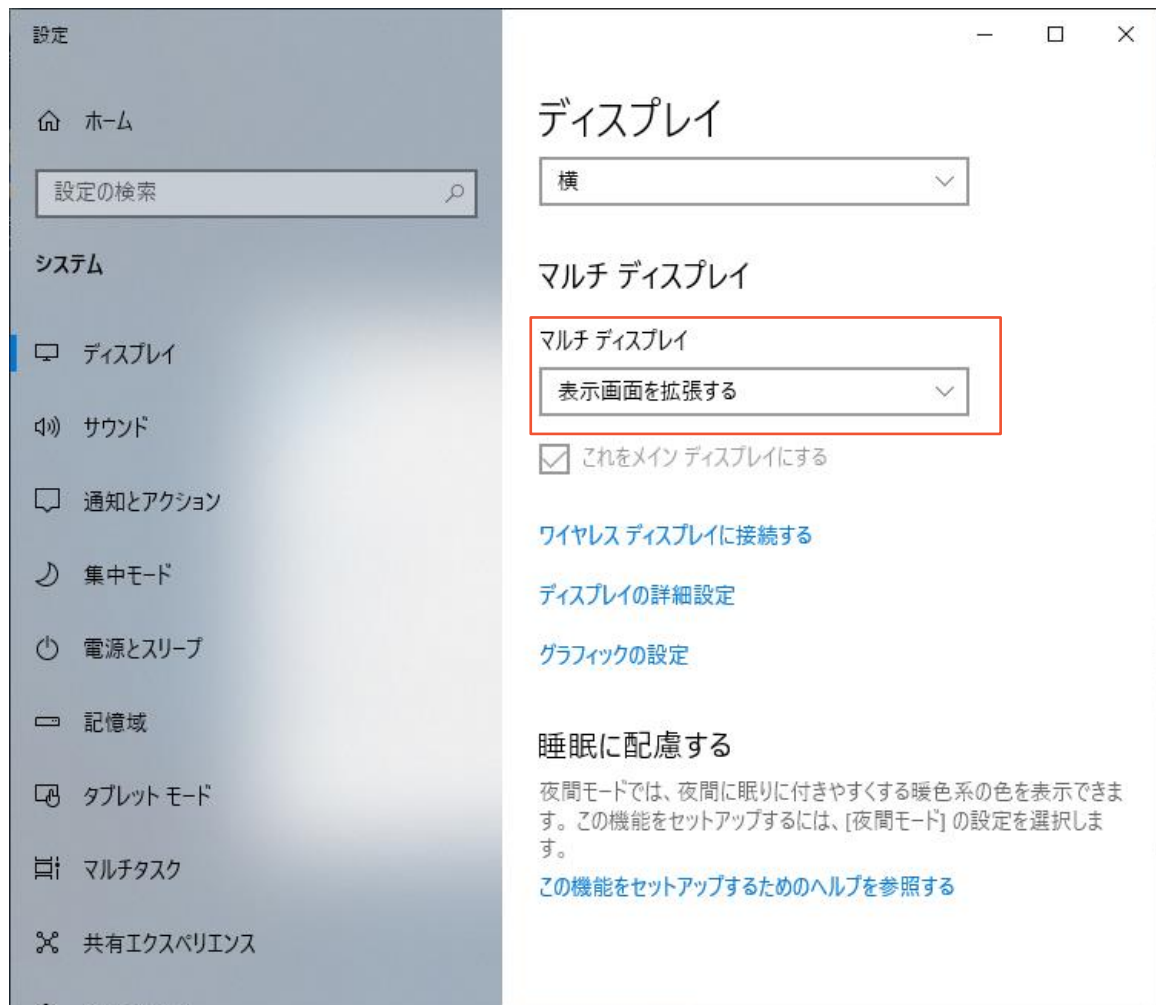 設定
ホーム
設定の検索
システム
ディスプレイ
サウンド
通知とアクション
集中モード
電源とスリープ
記憶域
タブレット モード
マルチタスク
共有エクスペリエンス
ディスプレイ
横
マルチ ディスプレイ
マルチ ディスプレイ
表示画面を拡張する
これをメイン ディスプレイにする
ワイヤレス ディスプレイに接続する
ディスプレイの詳細設定
グラフィックの設定
睡眠に配慮する
夜間モードでは、夜間に眠りに付きやすくする暖色系の色を表示できま
す。この機能をセットアップするには、[夜間モード] の設定を選択しま
す。
この機能をセットアップするためのヘルプを参照する